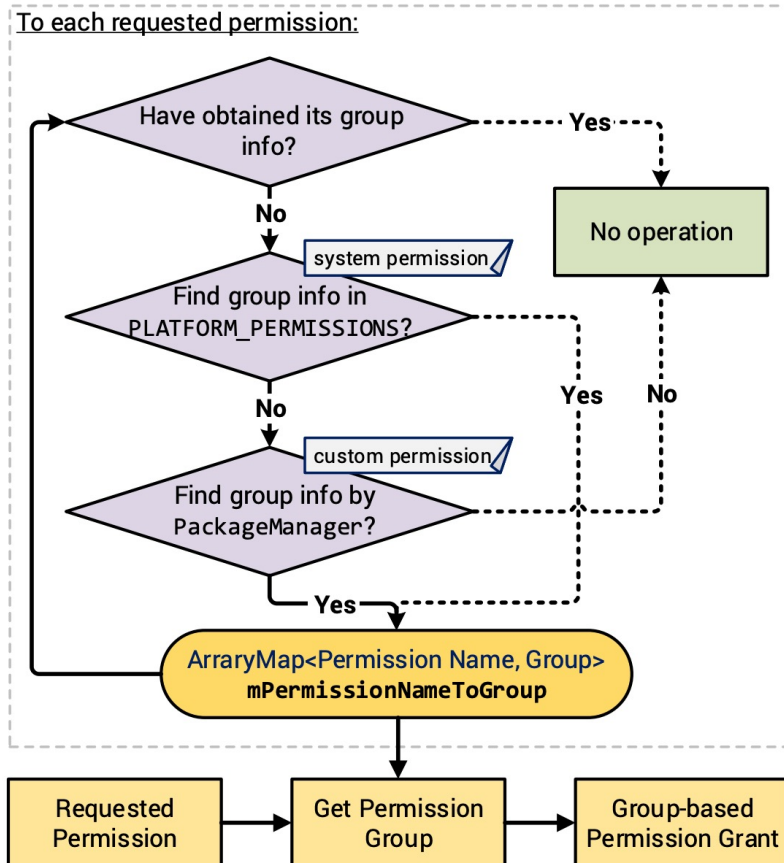 To each requested permission:
Have obtained its group
info?
Yes
No
No operation
system permission
Find group info in
PLATFORM_PERMISSIONS?
Yes
No
No
custom permission
Find group info by
PackageManager?
Yes
ArraryMap<Permission Name, Group>
mPermissionNameToGroup
Requested
Permission
Get Permission
Group
Group-based
Permission Grant